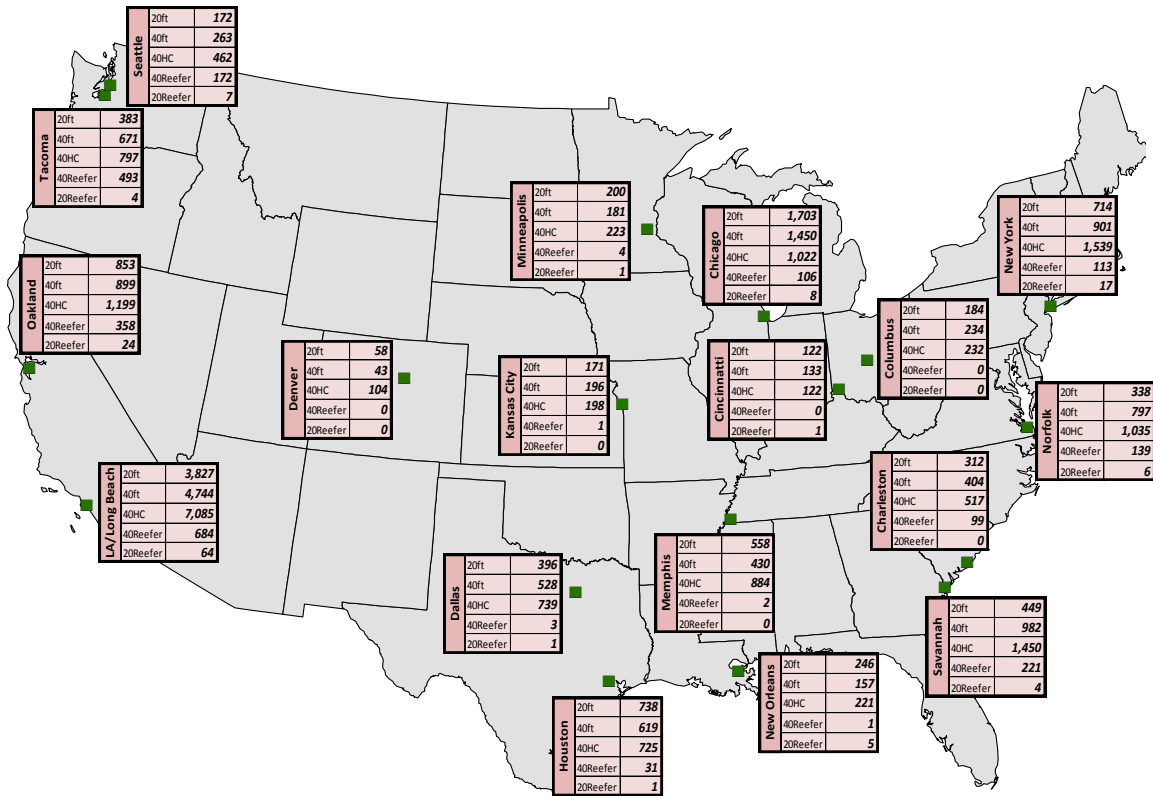 Seattle
20ft 172
40ft 263
40HC 462
40Reefer 172
20Reefer 7
Tacoma
20ft 383
40ft 671
40HC 797
40Reefer 493
20Reefer 4
Minneapolis
20ft 200
40ft 181
40HC 223
40Reefer 4
20Reefer 1
Chicago
20ft 1,703
40ft 1,450
40HC 1,022
40Reefer 106
20Reefer 8
New York
20ft 714
40ft 901
40HC 1,539
40Reefer 113
20Reefer 17
Oakland
20ft 853
40ft 899
40HC 1,199
40Reefer 358
20Reefer 24
Denver
20ft 58
40ft 43
40HC 104
40Reefer 0
20Reefer 0
Kansas City
20ft 171
40ft 196
40HC 198
40Reefer 1
20Reefer 0
Cincinnatti
20ft 122
40ft 133
40HC 122
40Reefer 0
20Reefer 1
Columbus
20ft 184
40ft 234
40HC 232
40Reefer 0
20Reefer 0
Norfolk
20ft 338
40ft 797
40HC 1,035
40Reefer 139
20Reefer 6
LA/Long Beach
20ft 3,827
40ft 4,744
40HC 7,085
40Reefer 684
20Reefer 64
Charleston
20ft 312
40ft 404
40HC 517
40Reefer 99
20Reefer 0
Dallas
20ft 396
40ft 528
40HC 739
40Reefer 3
20Reefer 1
Memphis
20ft 558
40ft 430
40HC 884
40Reefer 2
20Reefer 0
Savannah
20ft 449
40ft 982
40HC 1,450
40Reefer 221
20Reefer 4
New Orleans
20ft 246
40ft 157
40HC 221
40Reefer 1
20Reefer 5
Houston
20ft 738
40ft 619
40HC 725
40Reefer 31
20Reefer 1